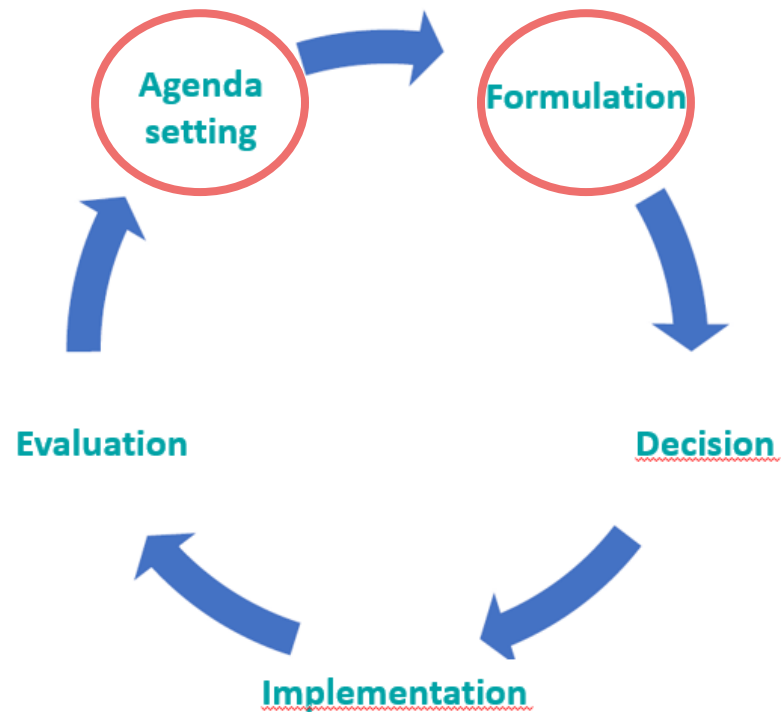 Agenda
setting
Formulation
Decision
Implementation
Evaluation